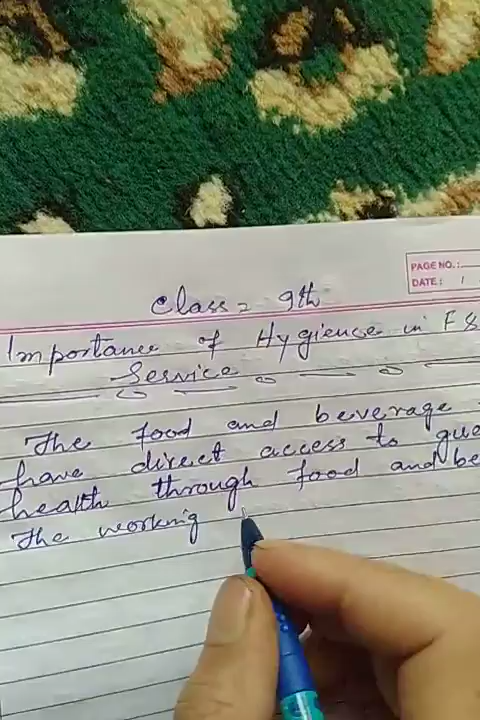 PAGE NO.:
DATE: /
Class = 9th
Importance of Hygiense in F&
Service
The food and beverage
have direct access to gue
health through food and be
The working